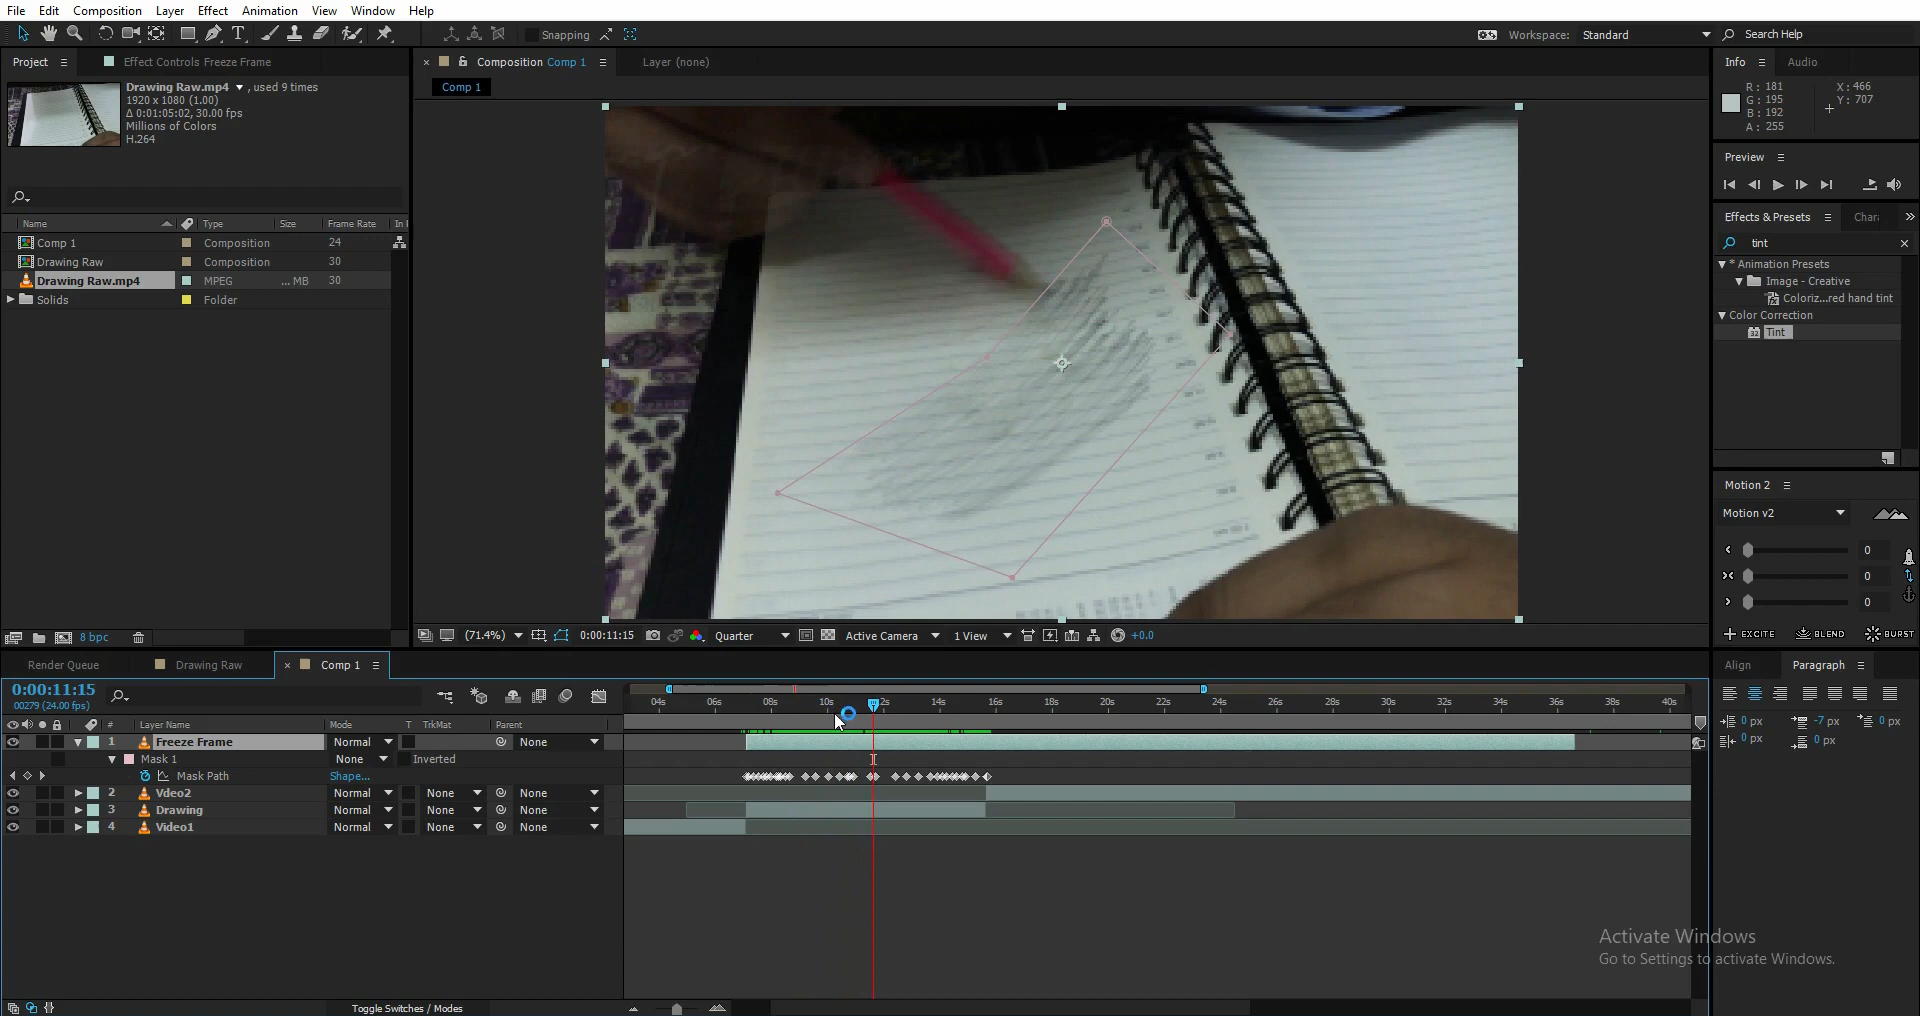 File Edit Composition Layer Effect Animation View Window Help
Snapping
Workspace: Standard
Search Help
Project
Effect Controls Freeze Frame
Drawing Raw.mp4 , used 9 times
1920 x 1080 (1.00)
Δ 0:01:05:02, 30.00 fps
Millions of Colors
H.264
Name Type Size Frame Rate In
Comp 1 Composition 24
Drawing Raw Composition 30
Drawing Raw.mp4 MPEG ... MB 30
Solids Folder
8 bpc
Composition Comp 1
Layer (none)
Comp 1
(71.4%) 0:00:11:15 Quarter Active Camera 1 View +0.0
Info Audio
R: 181 X: 466
G: 195 Y: 707
B: 192
A: 255
Preview
Effects & Presets Chara
tint
* Animation Presets
Image - Creative
Coloriz...red hand tint
Color Correction
32 Tint
Motion 2
Motion v2
0
0
0
EXCITE BLEND BURST
Render Queue Drawing Raw Comp 1
0:00:11:15
00279 (24.00 fps)
04s 06s 08s 10s 12s 14s 16s 18s 20s 22s 24s 26s 28s 30s 32s 34s 36s 38s 40s
# Layer Name Mode T TrkMat Parent
1 Freeze Frame Normal None
Mask 1 None Inverted
Mask Path Shape...
2 Vdeo2 Normal None None
3 Drawing Normal None None
4 Video1 Normal None None
Toggle Switches / Modes
Align Paragraph
0 px -7 px 0 px
0 px 0 px
Activate Windows
Go to Settings to activate Windows.